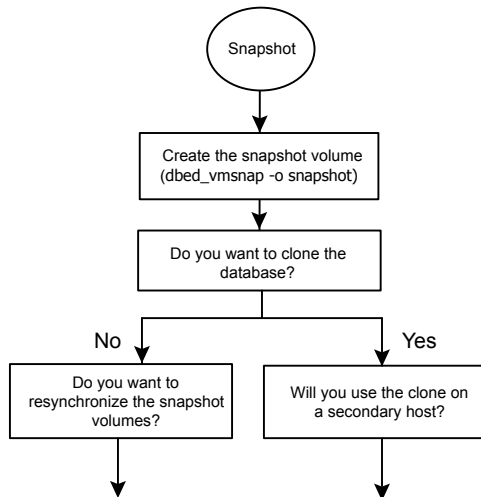 Snapshot
Create the snapshot volume
(dbed_vmsnap -o snapshot)
Do you want to clone the
database?
No
Yes
Do you want to
resynchronize the snapshot
volumes?
Will you use the clone on
a secondary host?